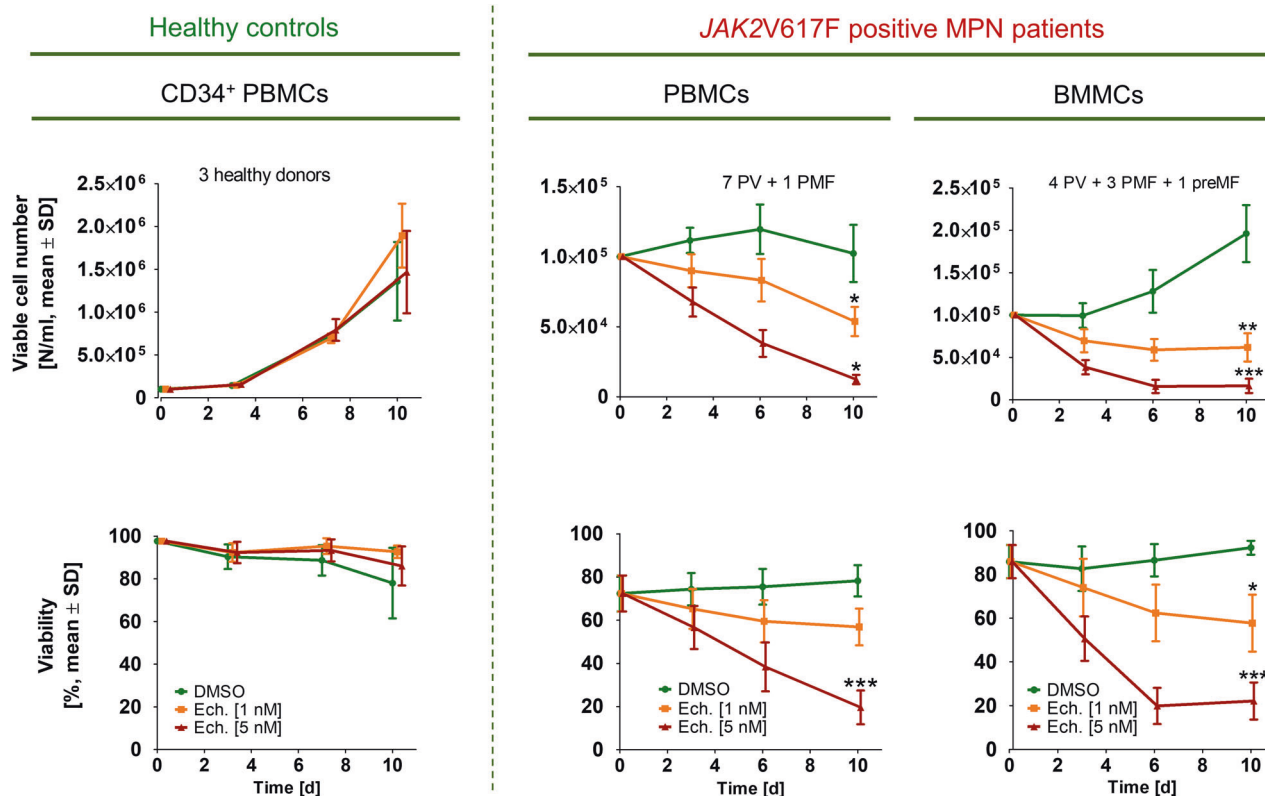 Healthy controls
JAK2V617F positive MPN patients
CD34⁺ PBMCs
PBMCs
BMMCs
Viable cell number
[N/ml, mean ± SD]
3 healthy donors
2.5×10⁶
2.0×10⁶
1.5×10⁶
1.0×10⁶
5.0×10⁵
0 2 4 6 8 10
7 PV + 1 PMF
1.5×10⁵
1.0×10⁵
5.0×10⁴
0
*
*
0 2 4 6 8 10
4 PV + 3 PMF + 1 preMF
2.5×10⁵
2.0×10⁵
1.5×10⁵
1.0×10⁵
5.0×10⁴
0
**
***
0 2 4 6 8 10
Viability
[%, mean ± SD]
100
80
60
40
20
0
DMSO
Ech. [1 nM]
Ech. [5 nM]
0 2 4 6 8 10
Time [d]
100
80
60
40
20
0
***
DMSO
Ech. [1 nM]
Ech. [5 nM]
0 2 4 6 8 10
Time [d]
100
80
60
40
20
0
*
***
DMSO
Ech. [1 nM]
Ech. [5 nM]
0 2 4 6 8 10
Time [d]